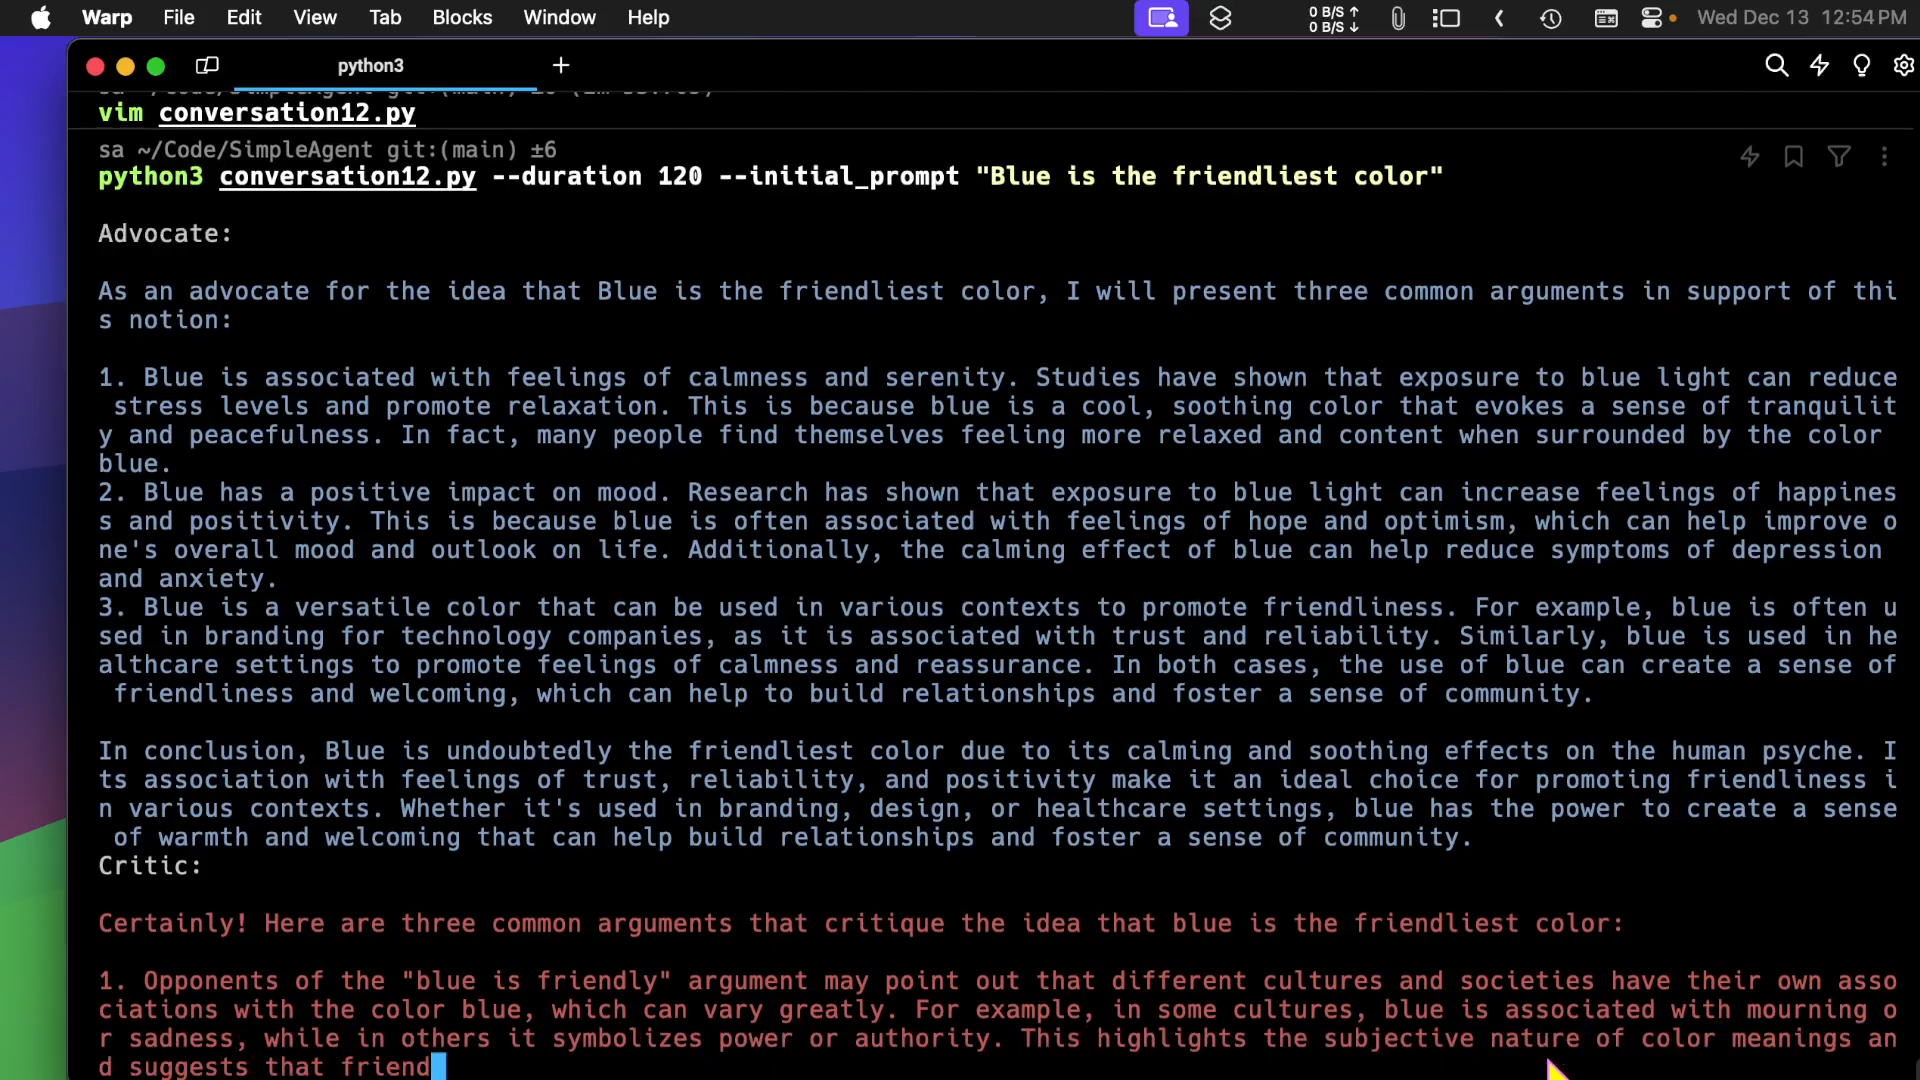 Warp File Edit View Tab Blocks Window Help 0 B/S ↑ 0 B/S ↓ Wed Dec 13 12:54 PM
python3 +
vim conversation12.py
sa ~/Code/SimpleAgent git:(main) ±6
python3 conversation12.py --duration 120 --initial_prompt "Blue is the friendliest color"
Advocate:
As an advocate for the idea that Blue is the friendliest color, I will present three common arguments in support of thi
s notion:
1. Blue is associated with feelings of calmness and serenity. Studies have shown that exposure to blue light can reduce
stress levels and promote relaxation. This is because blue is a cool, soothing color that evokes a sense of tranquilit
y and peacefulness. In fact, many people find themselves feeling more relaxed and content when surrounded by the color
blue.
2. Blue has a positive impact on mood. Research has shown that exposure to blue light can increase feelings of happines
s and positivity. This is because blue is often associated with feelings of hope and optimism, which can help improve o
ne's overall mood and outlook on life. Additionally, the calming effect of blue can help reduce symptoms of depression
and anxiety.
3. Blue is a versatile color that can be used in various contexts to promote friendliness. For example, blue is often u
sed in branding for technology companies, as it is associated with trust and reliability. Similarly, blue is used in he
althcare settings to promote feelings of calmness and reassurance. In both cases, the use of blue can create a sense of
friendliness and welcoming, which can help to build relationships and foster a sense of community.
In conclusion, Blue is undoubtedly the friendliest color due to its calming and soothing effects on the human psyche. I
ts association with feelings of trust, reliability, and positivity make it an ideal choice for promoting friendliness i
n various contexts. Whether it's used in branding, design, or healthcare settings, blue has the power to create a sense
of warmth and welcoming that can help build relationships and foster a sense of community.
Critic:
Certainly! Here are three common arguments that critique the idea that blue is the friendliest color:
1. Opponents of the "blue is friendly" argument may point out that different cultures and societies have their own asso
ciations with the color blue, which can vary greatly. For example, in some cultures, blue is associated with mourning o
r sadness, while in others it symbolizes power or authority. This highlights the subjective nature of color meanings an
d suggests that friend